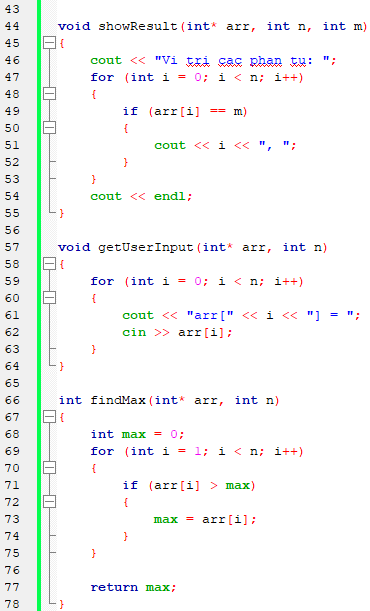 43
44 void showResult(int* arr, int n, int m)
45 {
46 cout << "Vi tri cac phan tu: ";
47 for (int i = 0; i < n; i++)
48 {
49 if (arr[i] == m)
50 {
51 cout << i << ", ";
52 }
53 }
54 cout << endl;
55 }
56
57 void getUserInput(int* arr, int n)
58 {
59 for (int i = 0; i < n; i++)
60 {
61 cout << "arr[" << i << "] = ";
62 cin >> arr[i];
63 }
64 }
65
66 int findMax(int* arr, int n)
67 {
68 int max = 0;
69 for (int i = 1; i < n; i++)
70 {
71 if (arr[i] > max)
72 {
73 max = arr[i];
74 }
75 }
76
77 return max;
78 }